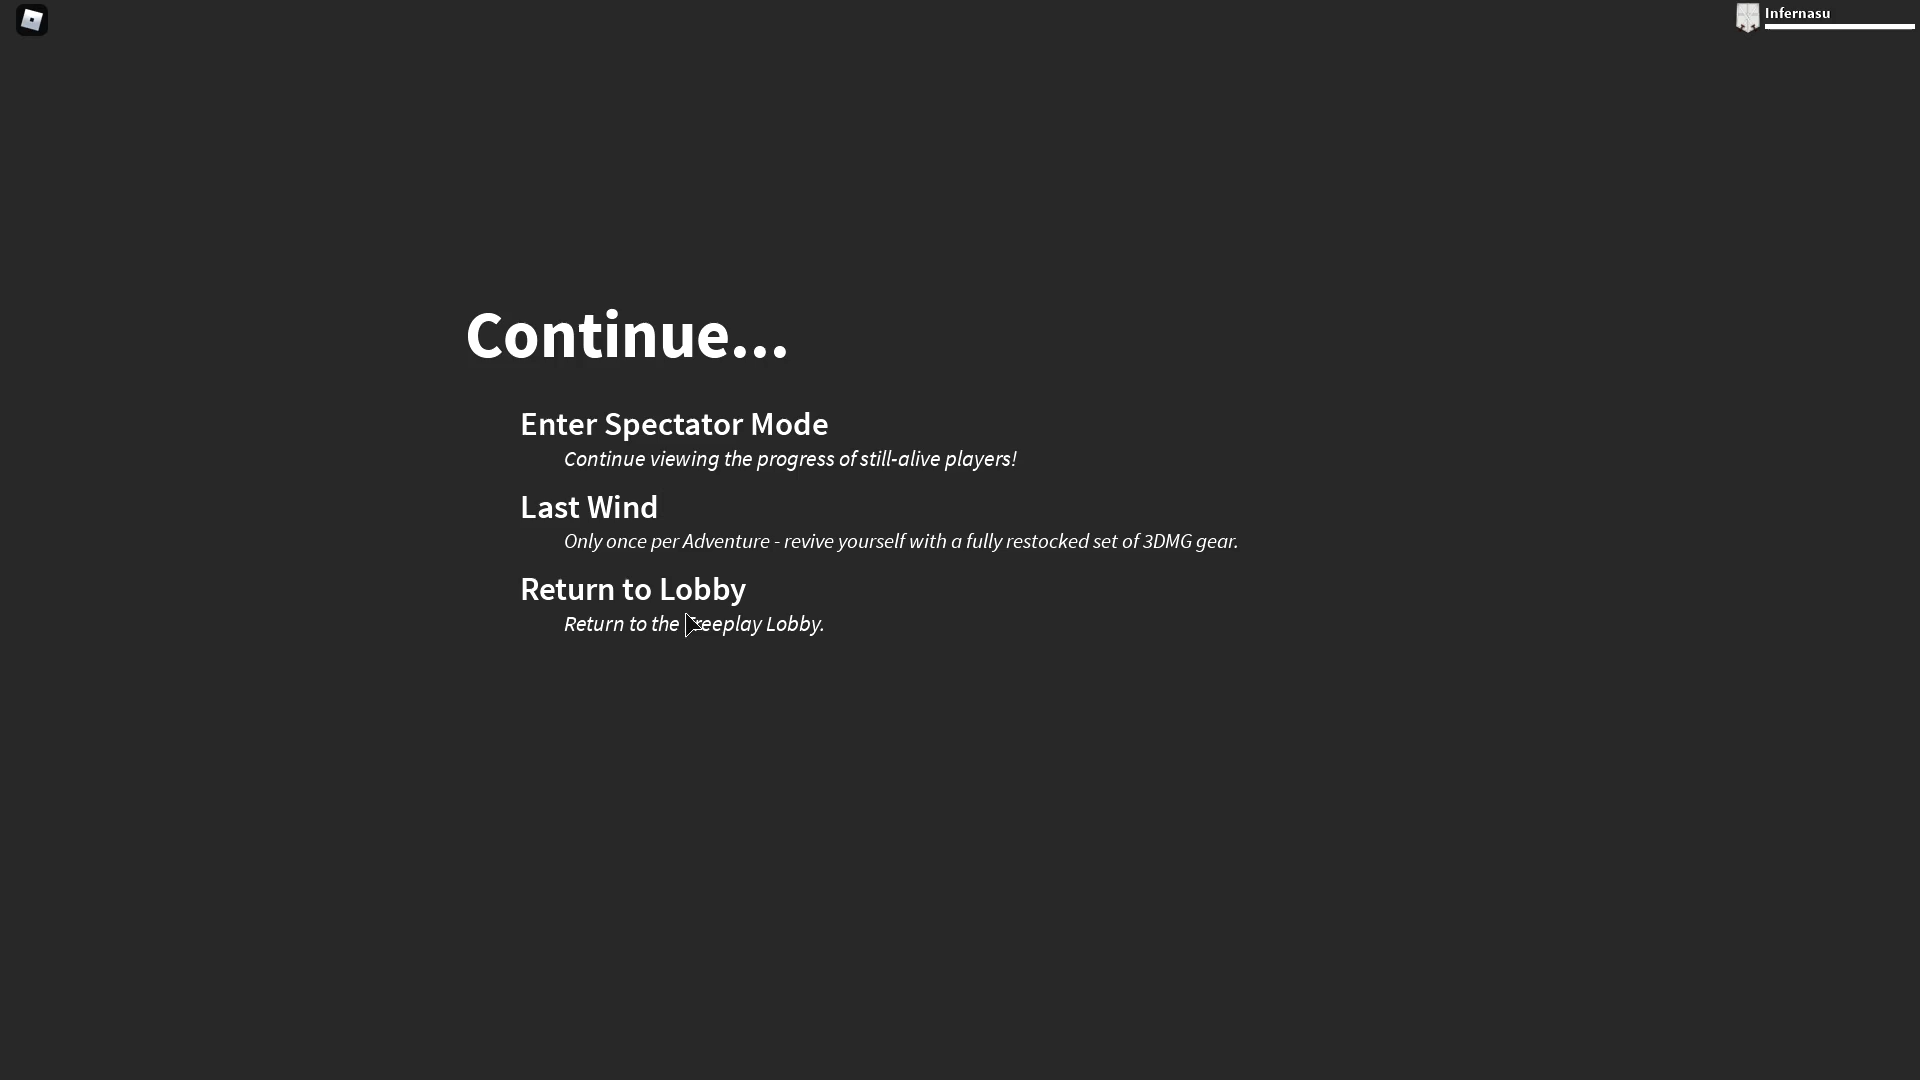 Infernasu
Continue...
Enter Spectator Mode
Continue viewing the progress of still-alive players!
Last Wind
Only once per Adventure - revive yourself with a fully restocked set of 3DMG gear.
Return to Lobby
Return to the Freeplay Lobby.